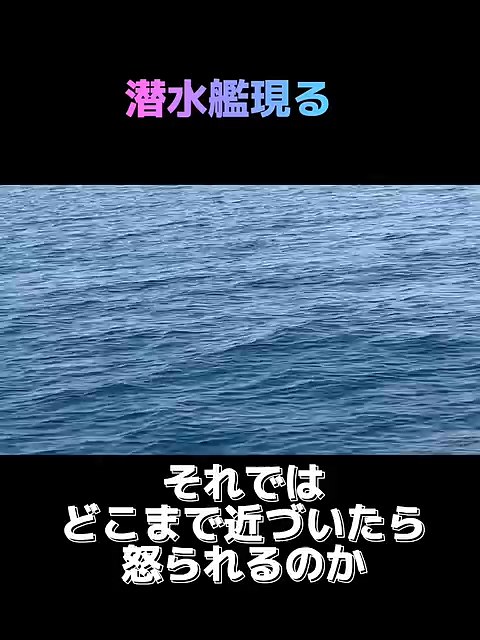 潜水艦現る
それでは
どこまで近づいたら
怒られるのか